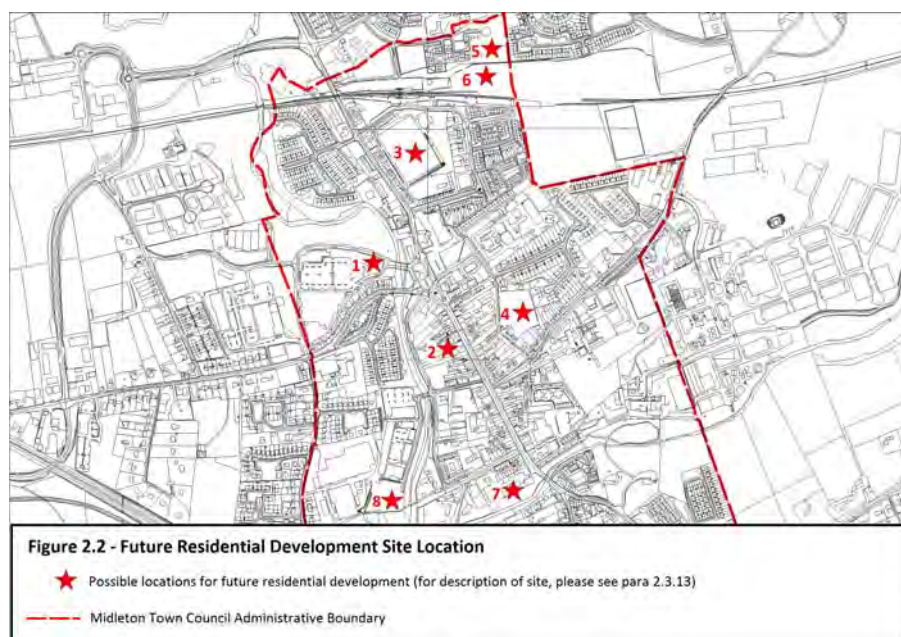 5
6
3
1
4
2
7
8
Figure 2.2 - Future Residential Development Site Location
Possible locations for future residential development (for description of site, please see para 2.3.13)
Midleton Town Council Administrative Boundary